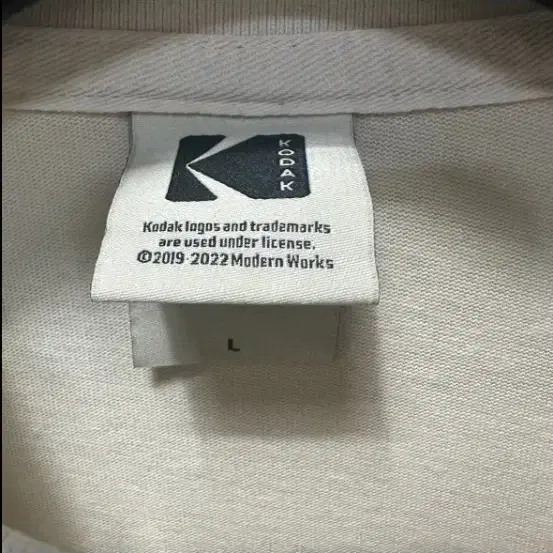 KODAK
Kodak logos and trademarks
are used under license.
©2019-2022 Modern Works
L